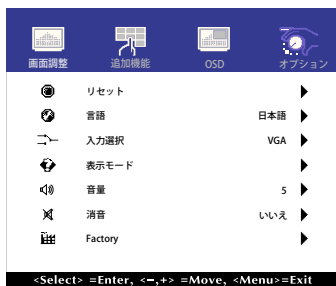 画面調整 追加機能 OSD オプション
リセット
言語 日本語
入力選択 VGA
表示モード
音量 5
消音 いいえ
Factory
<Select> =Enter, <−,+> =Move, <Menu>=Exit